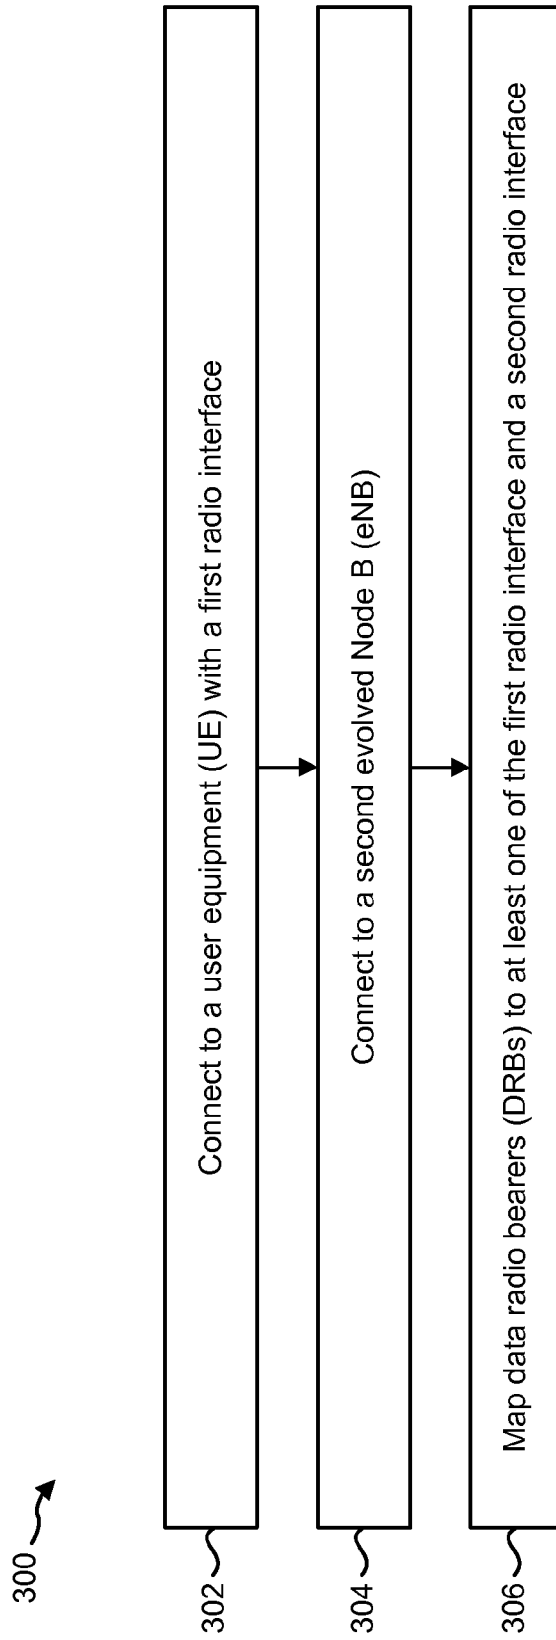 300
302
Connect to a user equipment (UE) with a first radio interface
304
Connect to a second evolved Node B (eNB)
306
Map data radio bearers (DRBs) to at least one of the first radio interface and a second radio interface